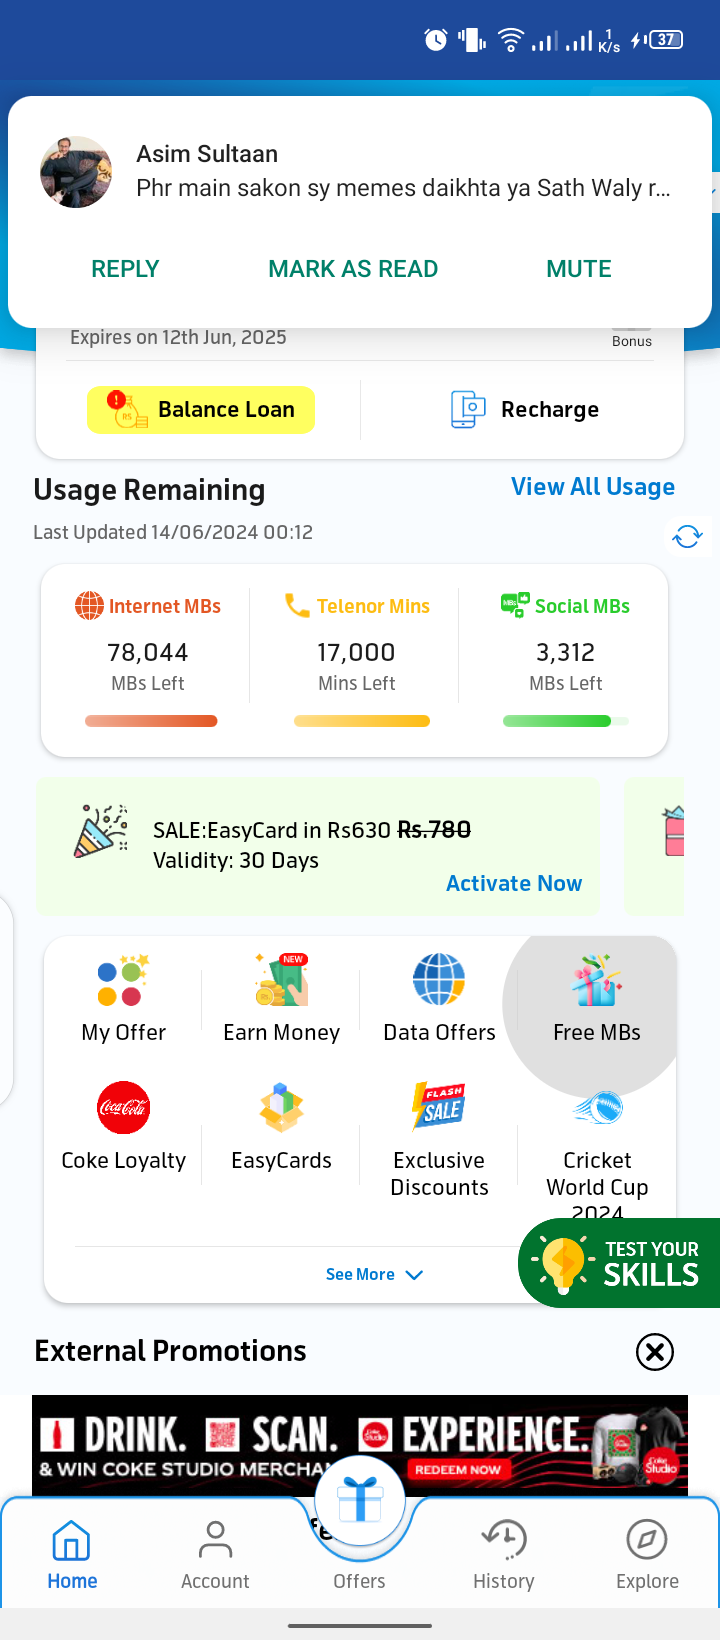 1
K/s
37
Asim Sultaan
Phr main sakon sy memes daikhta ya Sath Waly r...
REPLY MARK AS READ MUTE
Expires on 12th Jun, 2025
Bonus
Balance Loan
Recharge
Usage Remaining
View All Usage
Last Updated 14/06/2024 00:12
Internet MBs
Telenor Mins
Social MBs
78,044
17,000
3,312
MBs Left
Mins Left
MBs Left
SALE:EasyCard in Rs630 Rs.780
Validity: 30 Days
Activate Now
NEW
My Offer
Earn Money
Data Offers
Free MBs
Coca-Cola
FLASH
SALE
Coke Loyalty
EasyCards
Exclusive
Discounts
Cricket
World Cup
2024
See More
TEST YOUR
SKILLS
External Promotions
DRINK. SCAN. EXPERIENCE.
& WIN COKE STUDIO MERCHAN
REDEEM NOW
Coke
Studio
Home
Account
Offers
History
Explore